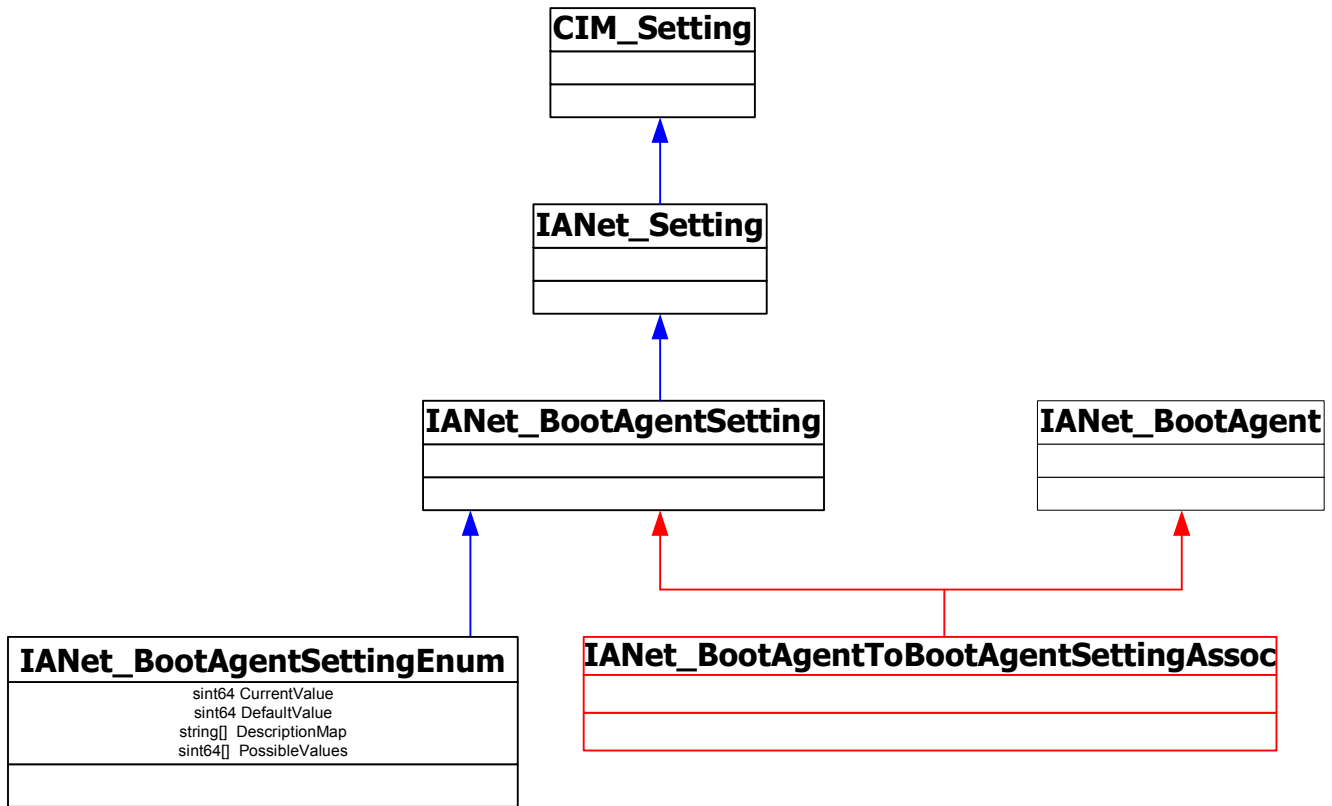 CIM_Setting
IANet_Setting
IANet_BootAgentSetting
IANet_BootAgent
IANet_BootAgentSettingEnum
sint64 CurrentValue
sint64 DefaultValue
string[]  DescriptionMap
sint64[]  PossibleValues
IANet_BootAgentToBootAgentSettingAssoc